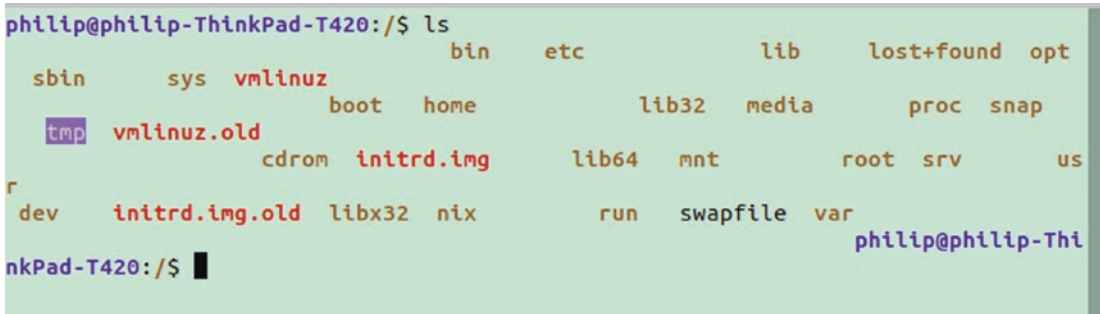 philip@philip-ThinkPad-T420:/$ ls
bin etc lib lost+found opt
sbin sys vmlinuz
boot home lib32 media proc snap
tmp vmlinuz.old
cdrom initrd.img lib64 mnt root srv us
r
dev initrd.img.old libx32 nix run swapfile var
philip@philip-Thi
nkPad-T420:/$